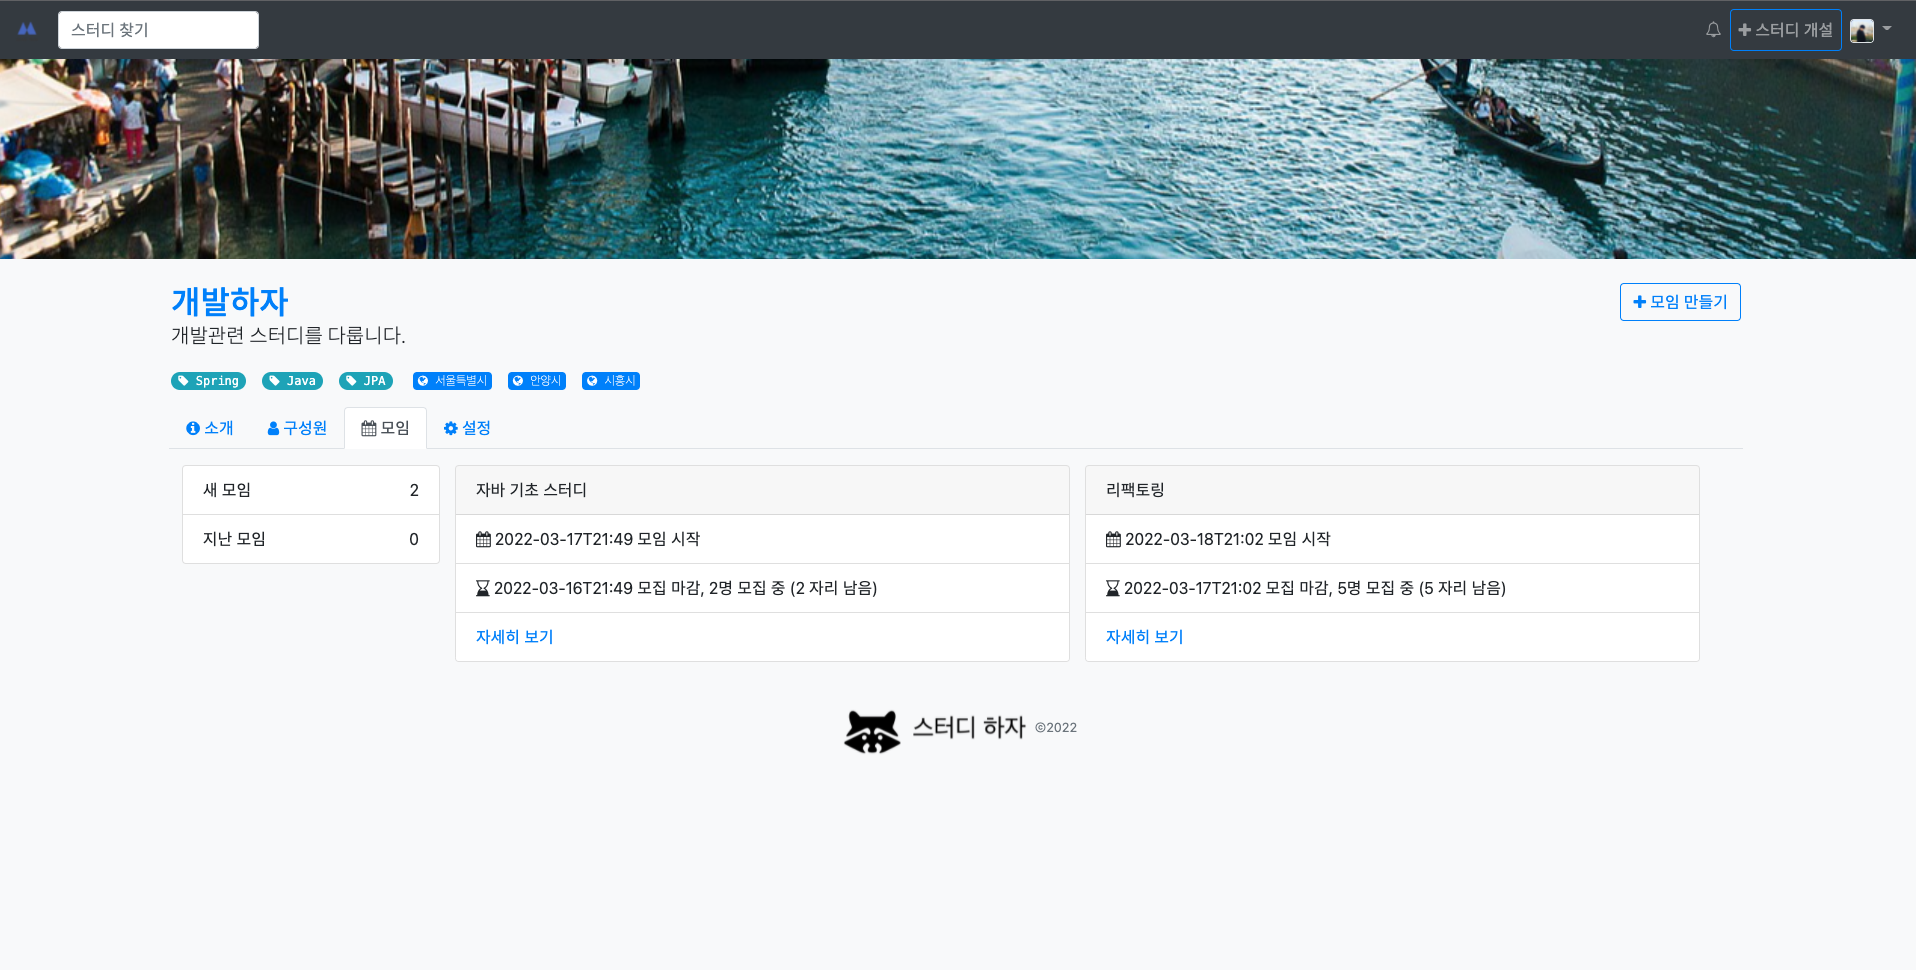 스터디 찾기
스터디 개설
개발하자
모임 만들기
개발관련 스터디를 다룹니다.
Spring Java JPA 서울특별시 안양시 시흥시
소개 구성원 모임 설정
새 모임 2
지난 모임 0
자바 기초 스터디
2022-03-17T21:49 모임 시작
2022-03-16T21:49 모집 마감, 2명 모집 중 (2 자리 남음)
자세히 보기
리팩토링
2022-03-18T21:02 모임 시작
2022-03-17T21:02 모집 마감, 5명 모집 중 (5 자리 남음)
자세히 보기
스터디 하자 ©2022